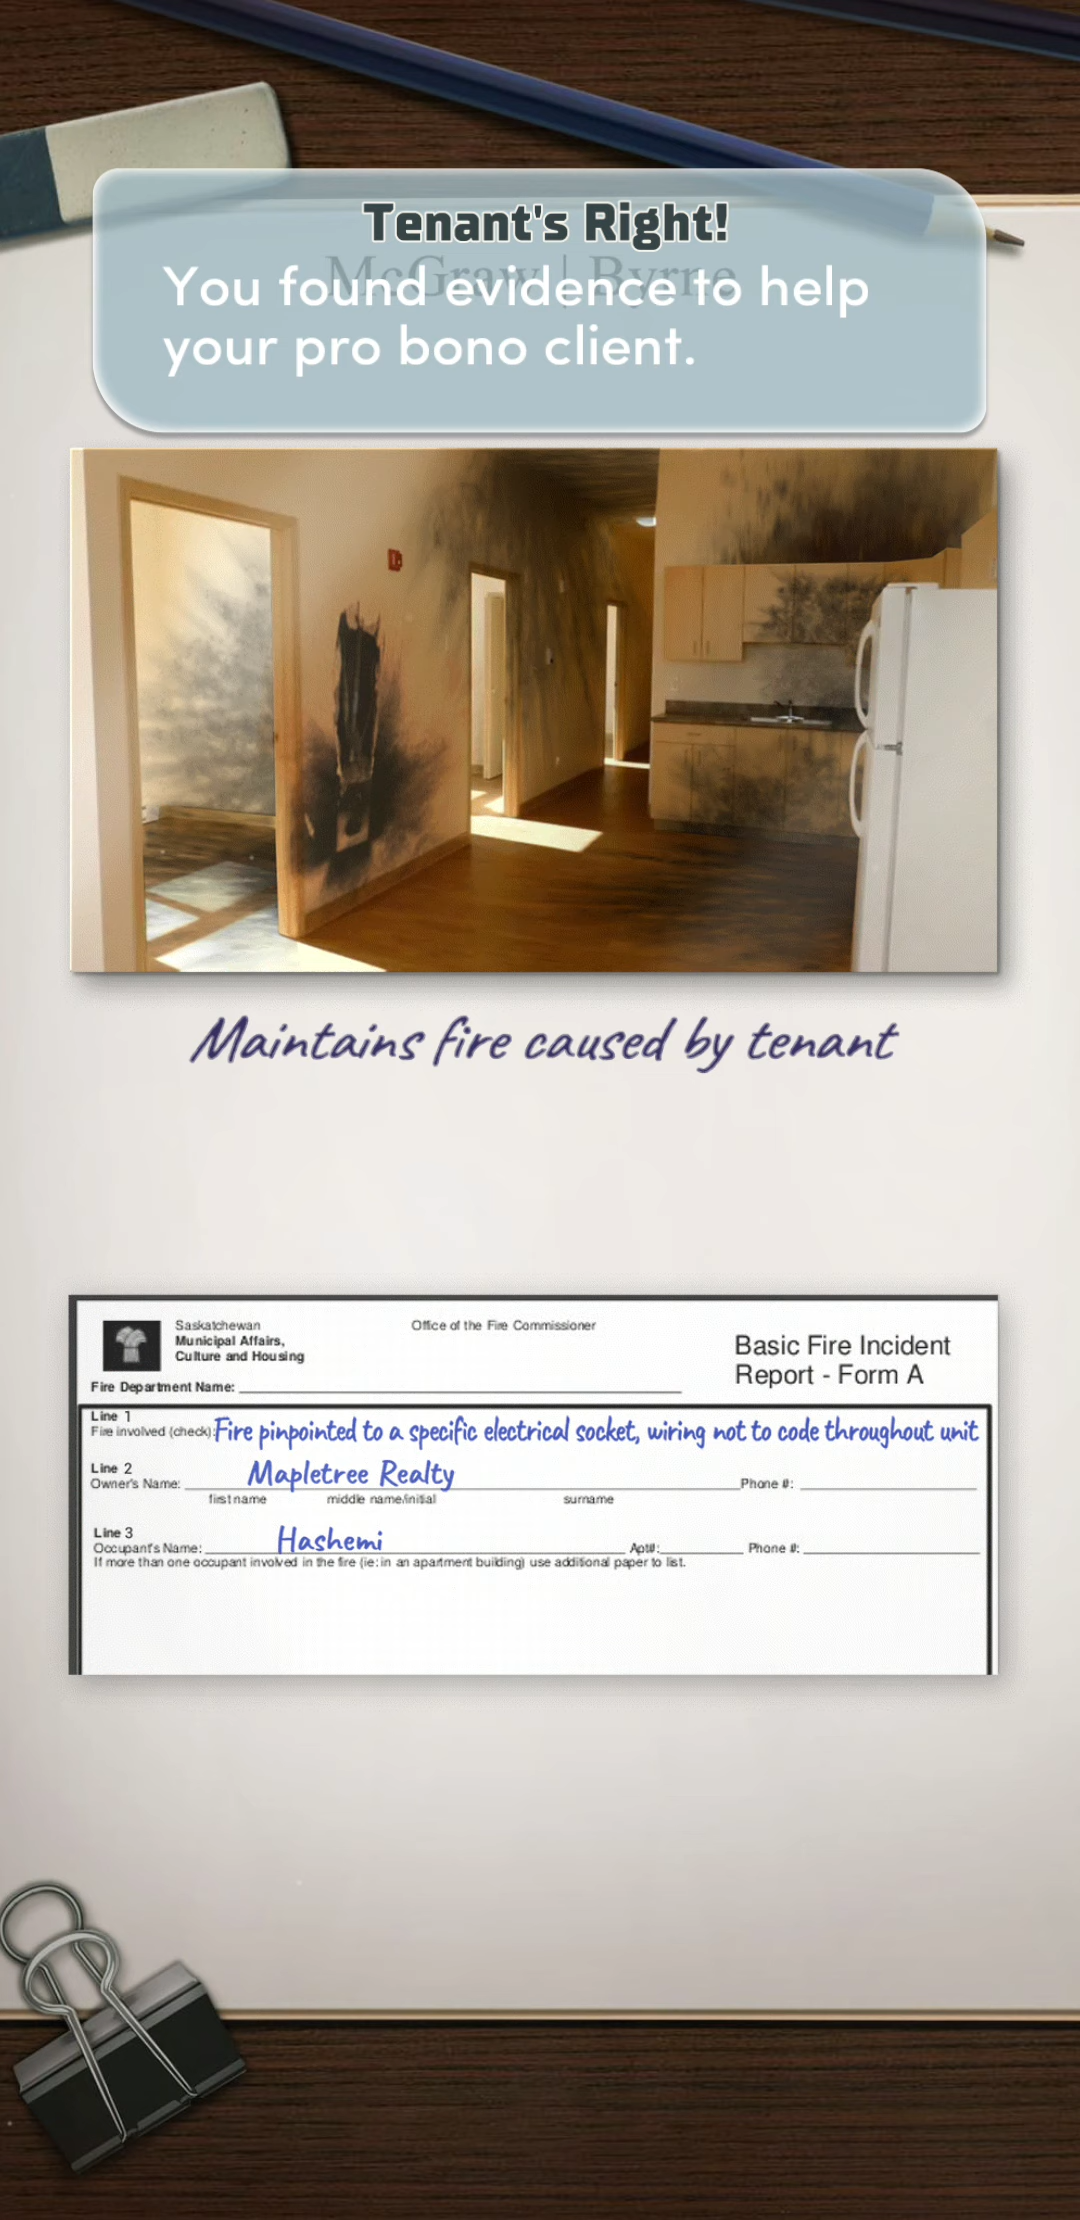 Tenant's Right!
McGraw | Byrne
You found evidence to help
your pro bono client.
Maintains fire caused by tenant
Saskatchewan
Municipal Affairs,
Culture and Housing
Office of the Fire Commissioner
Basic Fire Incident
Report - Form A
Fire Department Name:
Line 1
Fire involved (check): Fire pinpointed to a specific electrical socket, wiring not to code throughout unit
Line 2
Owner's Name: Mapletree Realty Phone #:
first name middle name/initial surname
Line 3
Occupant's Name: Hashemi Apt#: Phone #:
If more than one occupant involved in the fire (ie: in an apartment building) use additional paper to list.